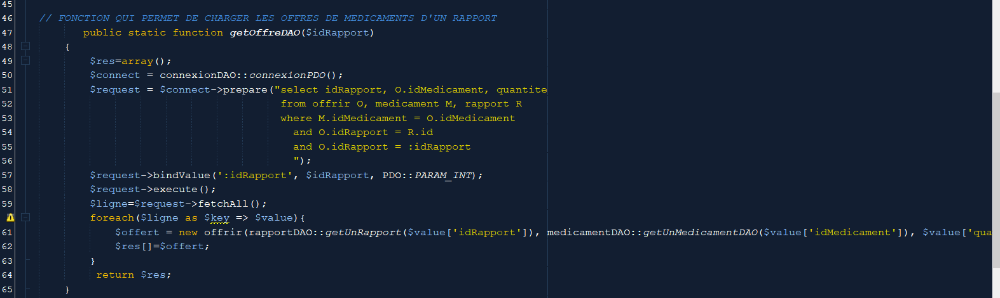 45
46 // FONCTION QUI PERMET DE CHARGER LES OFFRES DE MEDICAMENTS D'UN RAPPORT
47 public static function getOffreDAO($idRapport)
48 {
49 $res=array();
50 $connect = connexionDAO::connexionPDO();
51 $request = $connect->prepare("select idRapport, O.idMedicament, quantite
52 from offrir O, medicament M, rapport R
53 where M.idMedicament = O.idMedicament
54 and O.idRapport = R.id
55 and O.idRapport = :idRapport
56 ");
57 $request->bindValue(':idRapport', $idRapport, PDO::PARAM_INT);
58 $request->execute();
59 $ligne=$request->fetchAll();
foreach($ligne as $key => $value){
61 $offert = new offrir(rapportDAO::getUnRapport($value['idRapport']), medicamentDAO::getUnMedicamentDAO($value['idMedicament']), $value['qua
62 $res[]=$offert;
63 }
64 return $res;
65 }